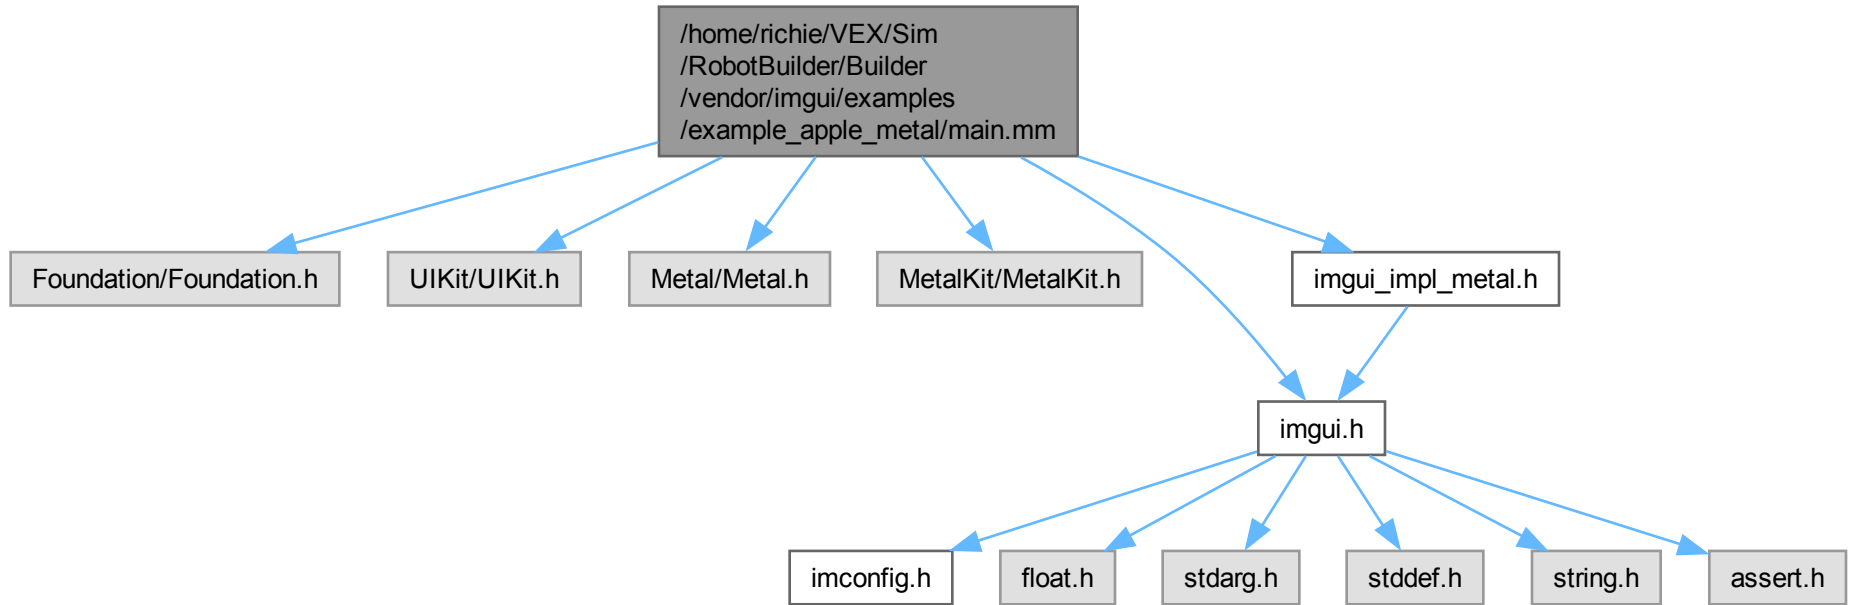 /home/richie/VEX/Sim
/RobotBuilder/Builder
/vendor/imgui/examples
/example_apple_metal/main.mm
Foundation/Foundation.h
UIKit/UIKit.h
Metal/Metal.h
MetalKit/MetalKit.h
imgui_impl_metal.h
imgui.h
imconfig.h
float.h
stdarg.h
stddef.h
string.h
assert.h